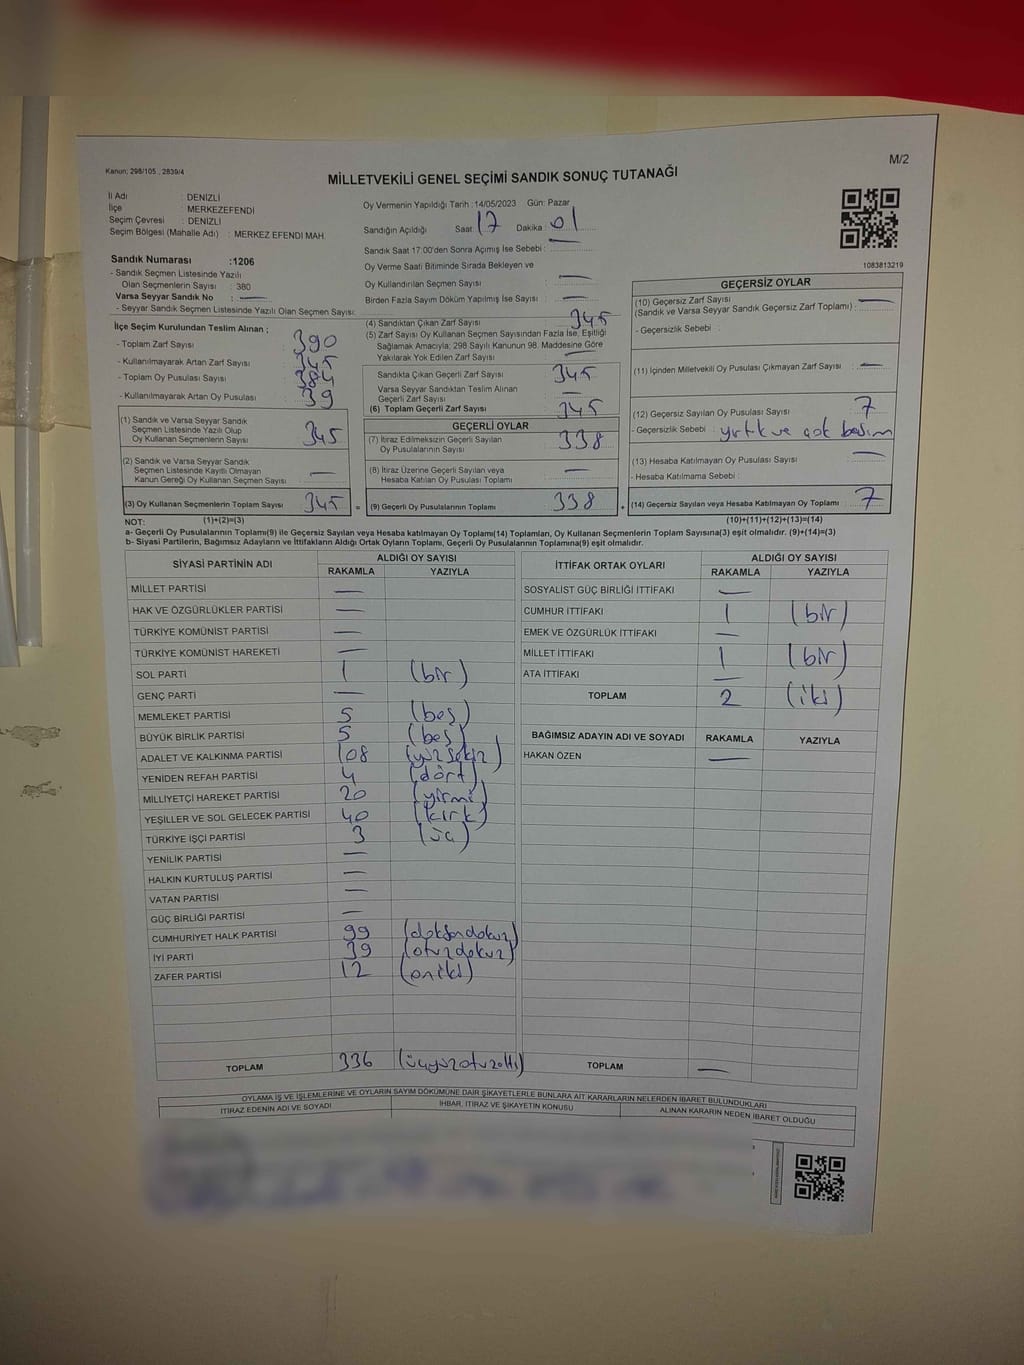 Kanun; 298/105 , 2839/4
M/2
MİLLETVEKİLİ GENEL SEÇİMİ SANDIK SONUÇ TUTANAĞI
İl Adı : DENİZLİ
İlçe : MERKEZEFENDİ
Seçim Çevresi : DENİZLİ
Seçim Bölgesi (Mahalle Adı) : MERKEZ EFENDİ MAH.
Sandık Numarası :1206
- Sandık Seçmen Listesinde Yazılı
Olan Seçmenlerin Sayısı : 380
Varsa Seyyar Sandık No : —
- Seyyar Sandık Seçmen Listesinde Yazılı Olan Seçmen Sayısı:
İlçe Seçim Kurulundan Teslim Alınan ;
- Toplam Zarf Sayısı : 390
- Kullanılmayarak Artan Zarf Sayısı : 345
- Toplam Oy Pusulası Sayısı : 384
- Kullanılmayarak Artan Oy Pusulası : 39
(1) Sandık ve Varsa Seyyar Sandık
Seçmen Listesinde Yazılı Olup
Oy Kullanan Seçmenlerin Sayısı : 345
(2) Sandık ve Varsa Seyyar Sandık
Seçmen Listesinde Kayıtlı Olmayan
Kanun Gereği Oy Kullanan Seçmen Sayısı : —
(3) Oy Kullanan Seçmenlerin Toplam Sayısı : 345 =
Oy Vermenin Yapıldığı Tarih :14/05/2023 Gün: Pazar
Sandığın Açıldığı Saat: 17 Dakika : 01
Sandık Saat 17:00'den Sonra Açılmış İse Sebebi : —
Oy Verme Saati Bitiminde Sırada Bekleyen ve
Oy Kullandırılan Seçmen Sayısı : —
Birden Fazla Sayım Döküm Yapılmış İse Sayısı : —
(4) Sandıktan Çıkan Zarf Sayısı : 345
(5) Zarf Sayısı Oy Kullanan Seçmen Sayısından Fazla İse, Eşitliği
Sağlamak Amacıyla; 298 Sayılı Kanunun 98. Maddesine Göre
Yakılarak Yok Edilen Zarf Sayısı : —
Sandıkta Çıkan Geçerli Zarf Sayısı : 345
Varsa Seyyar Sandıktan Teslim Alınan
Geçerli Zarf Sayısı : —
(6) Toplam Geçerli Zarf Sayısı : 345
GEÇERLİ OYLAR
(7) İtiraz Edilmeksizin Geçerli Sayılan
Oy Pusulalarının Sayısı : 338
(8) İtiraz Üzerine Geçerli Sayılan veya
Hesaba Katılan Oy Pusulası Toplamı : —
(9) Geçerli Oy Pusulalarının Toplamı : 338 +
1083813219
GEÇERSİZ OYLAR
(10) Geçersiz Zarf Sayısı
(Sandık ve Varsa Seyyar Sandık Geçersiz Zarf Toplamı) : —
- Geçersizlik Sebebi :
(11) İçinden Milletvekili Oy Pusulası Çıkmayan Zarf Sayısı : —
(12) Geçersiz Sayılan Oy Pusulası Sayısı : 7
- Geçersizlik Sebebi : yırtık ve çok basım
(13) Hesaba Katılmayan Oy Pusulası Sayısı : —
- Hesaba Katılmama Sebebi :
(14) Geçersiz Sayılan veya Hesaba Katılmayan Oy Toplamı : 7
NOT: (1)+(2)=(3) (10)+(11)+(12)+(13)=(14)
a- Geçerli Oy Pusulalarının Toplamı(9) ile Geçersiz Sayılan veya Hesaba katılmayan Oy Toplamı(14) Toplamları, Oy Kullanan Seçmenlerin Toplam Sayısına(3) eşit olmalıdır. (9)+(14)=(3)
b- Siyasi Partilerin, Bağımsız Adayların ve İttifakların Aldığı Ortak Oyların Toplamı, Geçerli Oy Pusulalarının Toplamına(9) eşit olmalıdır.
SİYASİ PARTİNİN ADI ALDIĞI OY SAYISI
RAKAMLA YAZIYLA
MİLLET PARTİSİ —
HAK VE ÖZGÜRLÜKLER PARTİSİ —
TÜRKİYE KOMÜNİST PARTİSİ —
TÜRKİYE KOMÜNİST HAREKETİ —
SOL PARTİ 1 (bir)
GENÇ PARTİ —
MEMLEKET PARTİSİ 5 (beş)
BÜYÜK BİRLİK PARTİSİ 5 (beş)
ADALET VE KALKINMA PARTİSİ 108 (yüzsekiz)
YENİDEN REFAH PARTİSİ 4 (dört)
MİLLİYETÇİ HAREKET PARTİSİ 20 (yirmi)
YEŞİLLER VE SOL GELECEK PARTİSİ 40 (kırk)
TÜRKİYE İŞÇİ PARTİSİ 3 (üç)
YENİLİK PARTİSİ —
HALKIN KURTULUŞ PARTİSİ —
VATAN PARTİSİ —
GÜÇ BİRLİĞİ PARTİSİ —
CUMHURİYET HALK PARTİSİ 99 (doksandokuz)
İYİ PARTİ 39 (otuzdokuz)
ZAFER PARTİSİ 12 (oniki)
TOPLAM 336 (üçyüzotuzaltı)
İTTİFAK ORTAK OYLARI ALDIĞI OY SAYISI
RAKAMLA YAZIYLA
SOSYALİST GÜÇ BİRLİĞİ İTTİFAKI —
CUMHUR İTTİFAKI 1 (bir)
EMEK VE ÖZGÜRLÜK İTTİFAKI —
MİLLET İTTİFAKI 1 (bir)
ATA İTTİFAKI —
TOPLAM 2 (iki)
BAĞIMSIZ ADAYIN ADI VE SOYADI RAKAMLA YAZIYLA
HAKAN ÖZEN —
TOPLAM —
OYLAMA İŞ VE İŞLEMLERİNE VE OYLARIN SAYIM DÖKÜMÜNE DAİR ŞİKAYETLERLE BUNLARA AİT KARARLARIN NELERDEN İBARET BULUNDUKLARI
İTİRAZ EDENİN ADI VE SOYADI İHBAR, İTİRAZ VE ŞİKAYETİN KONUSU ALINAN KARARIN NEDEN İBARET OLDUĞU